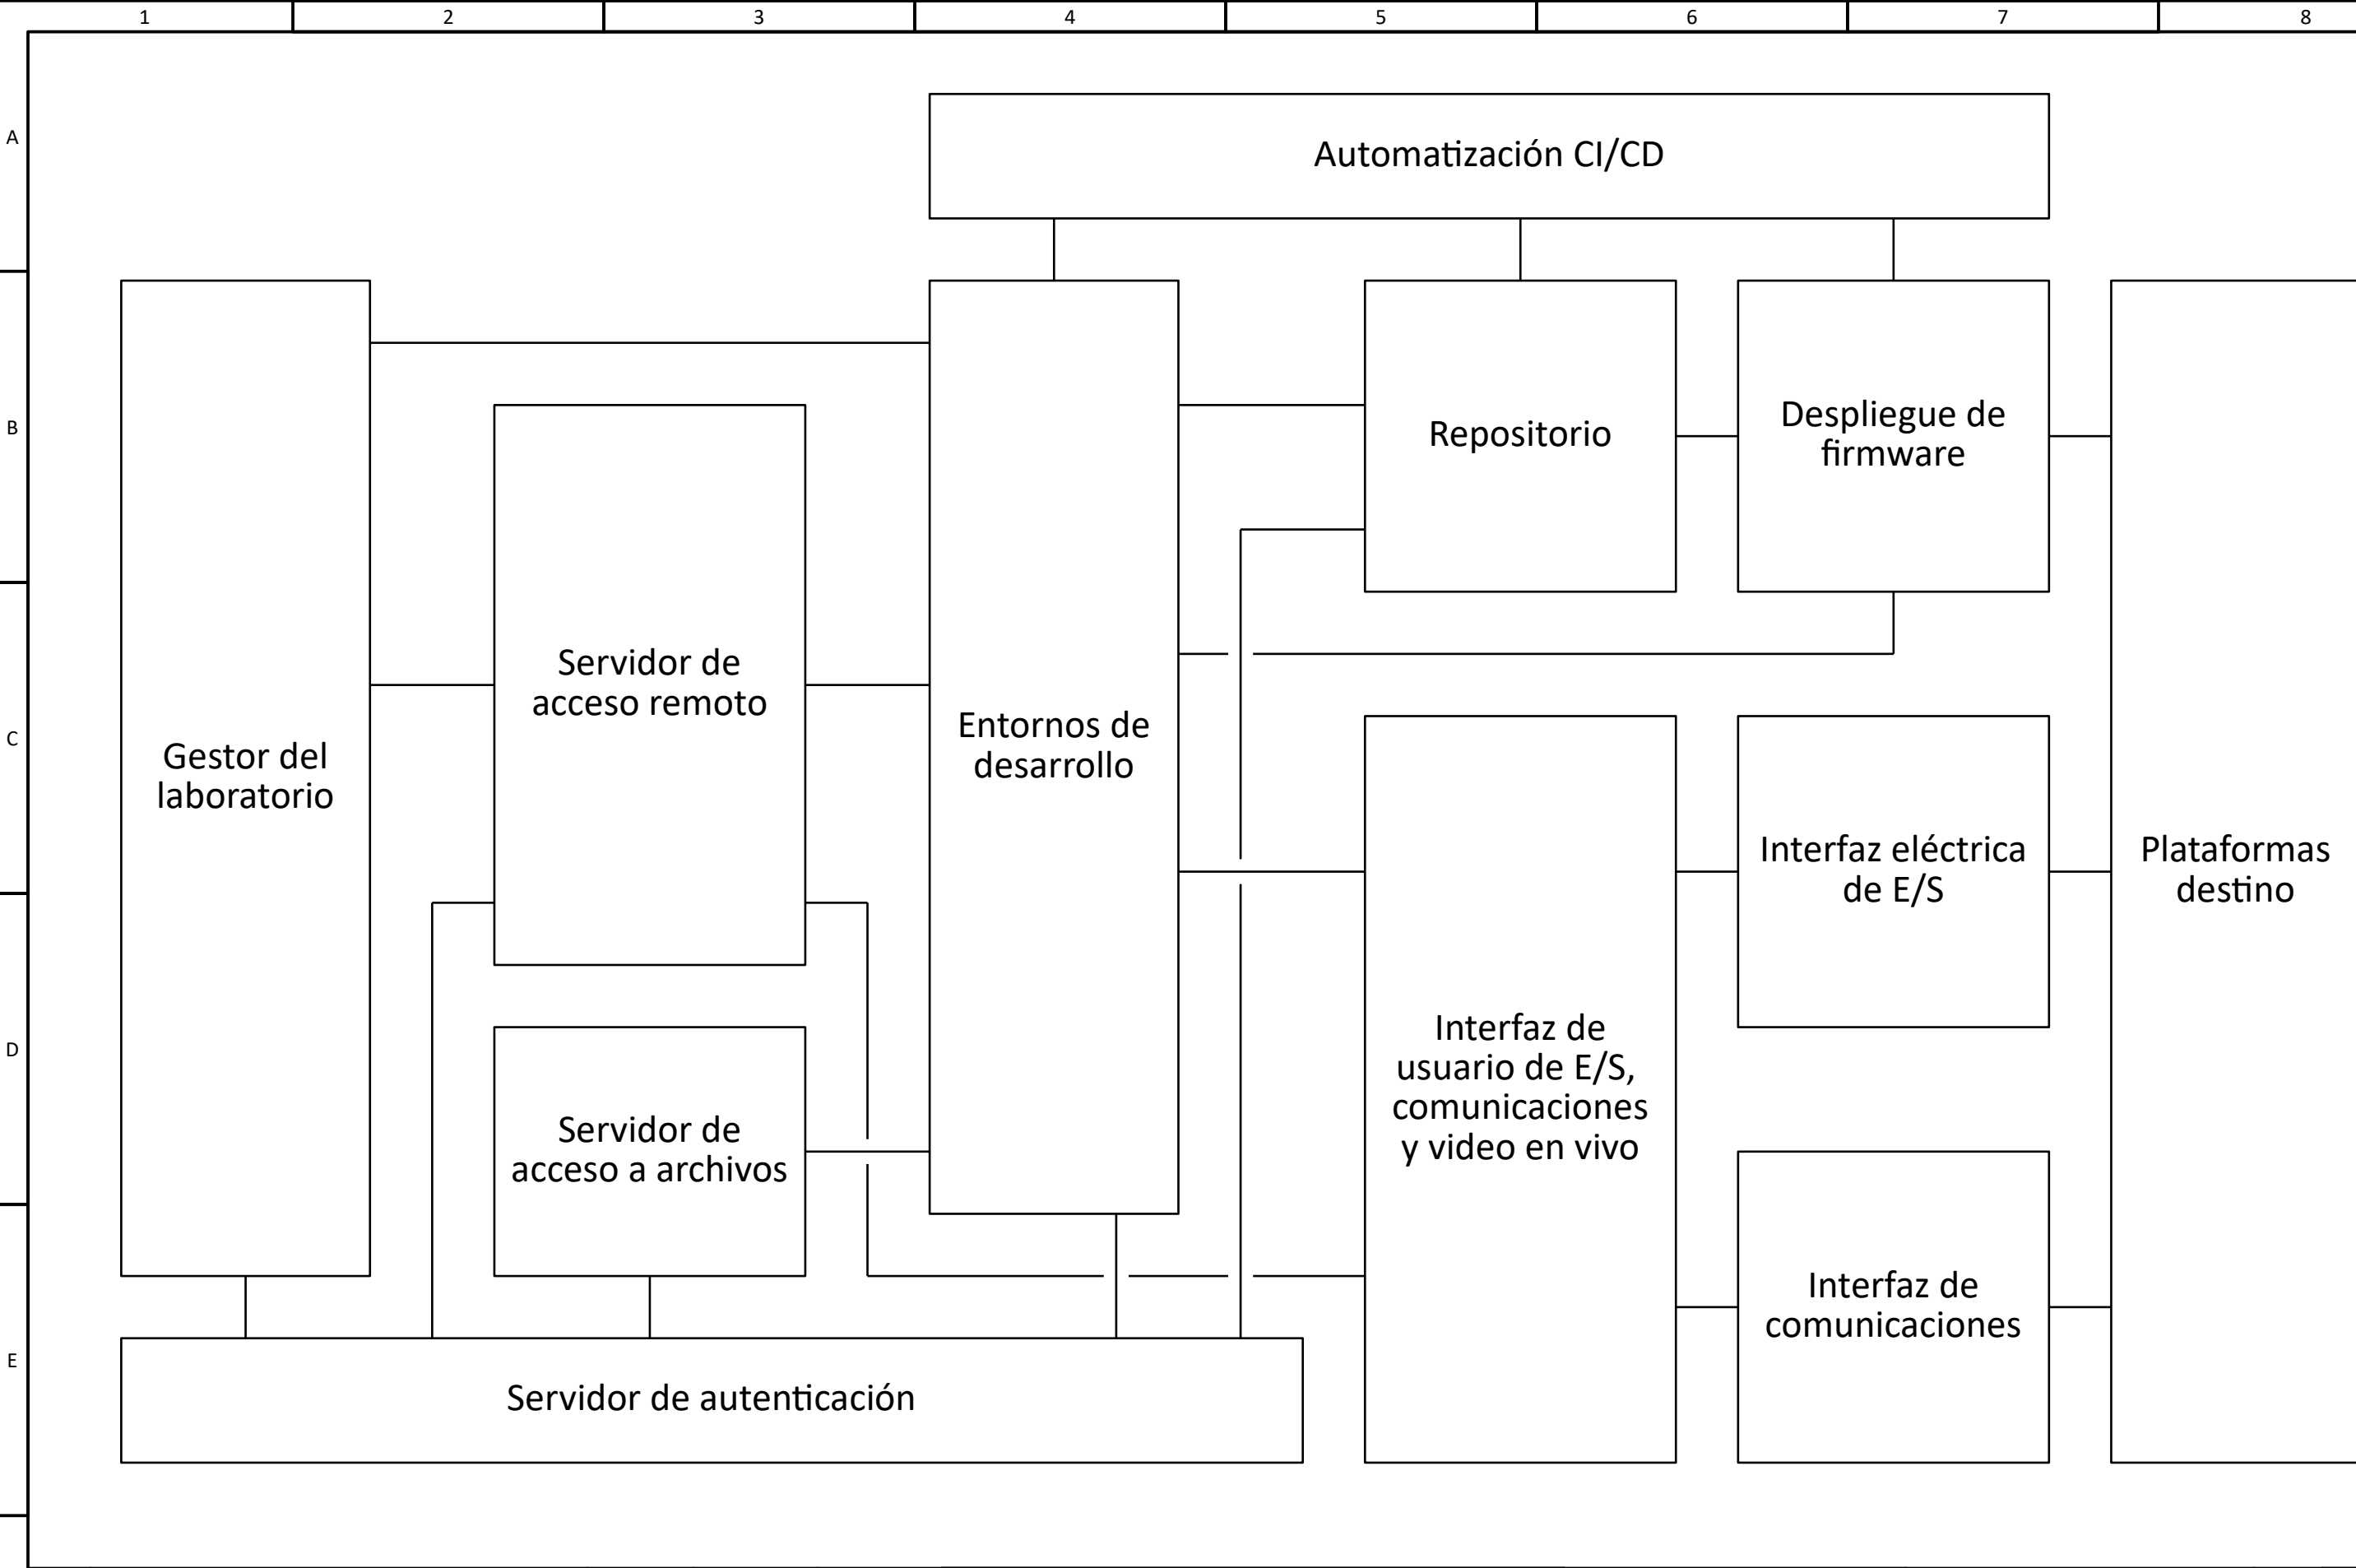 1 2 3 4 5 6 7 8
A
Automatización CI/CD
B
Repositorio
Despliegue de
firmware
Servidor de
acceso remoto
C
Gestor del
laboratorio
Entornos de
desarrollo
Interfaz eléctrica
de E/S
Plataformas
destino
D
Interfaz de
usuario de E/S,
comunicaciones
y video en vivo
Servidor de
acceso a archivos
Interfaz de
comunicaciones
E
Servidor de autenticación